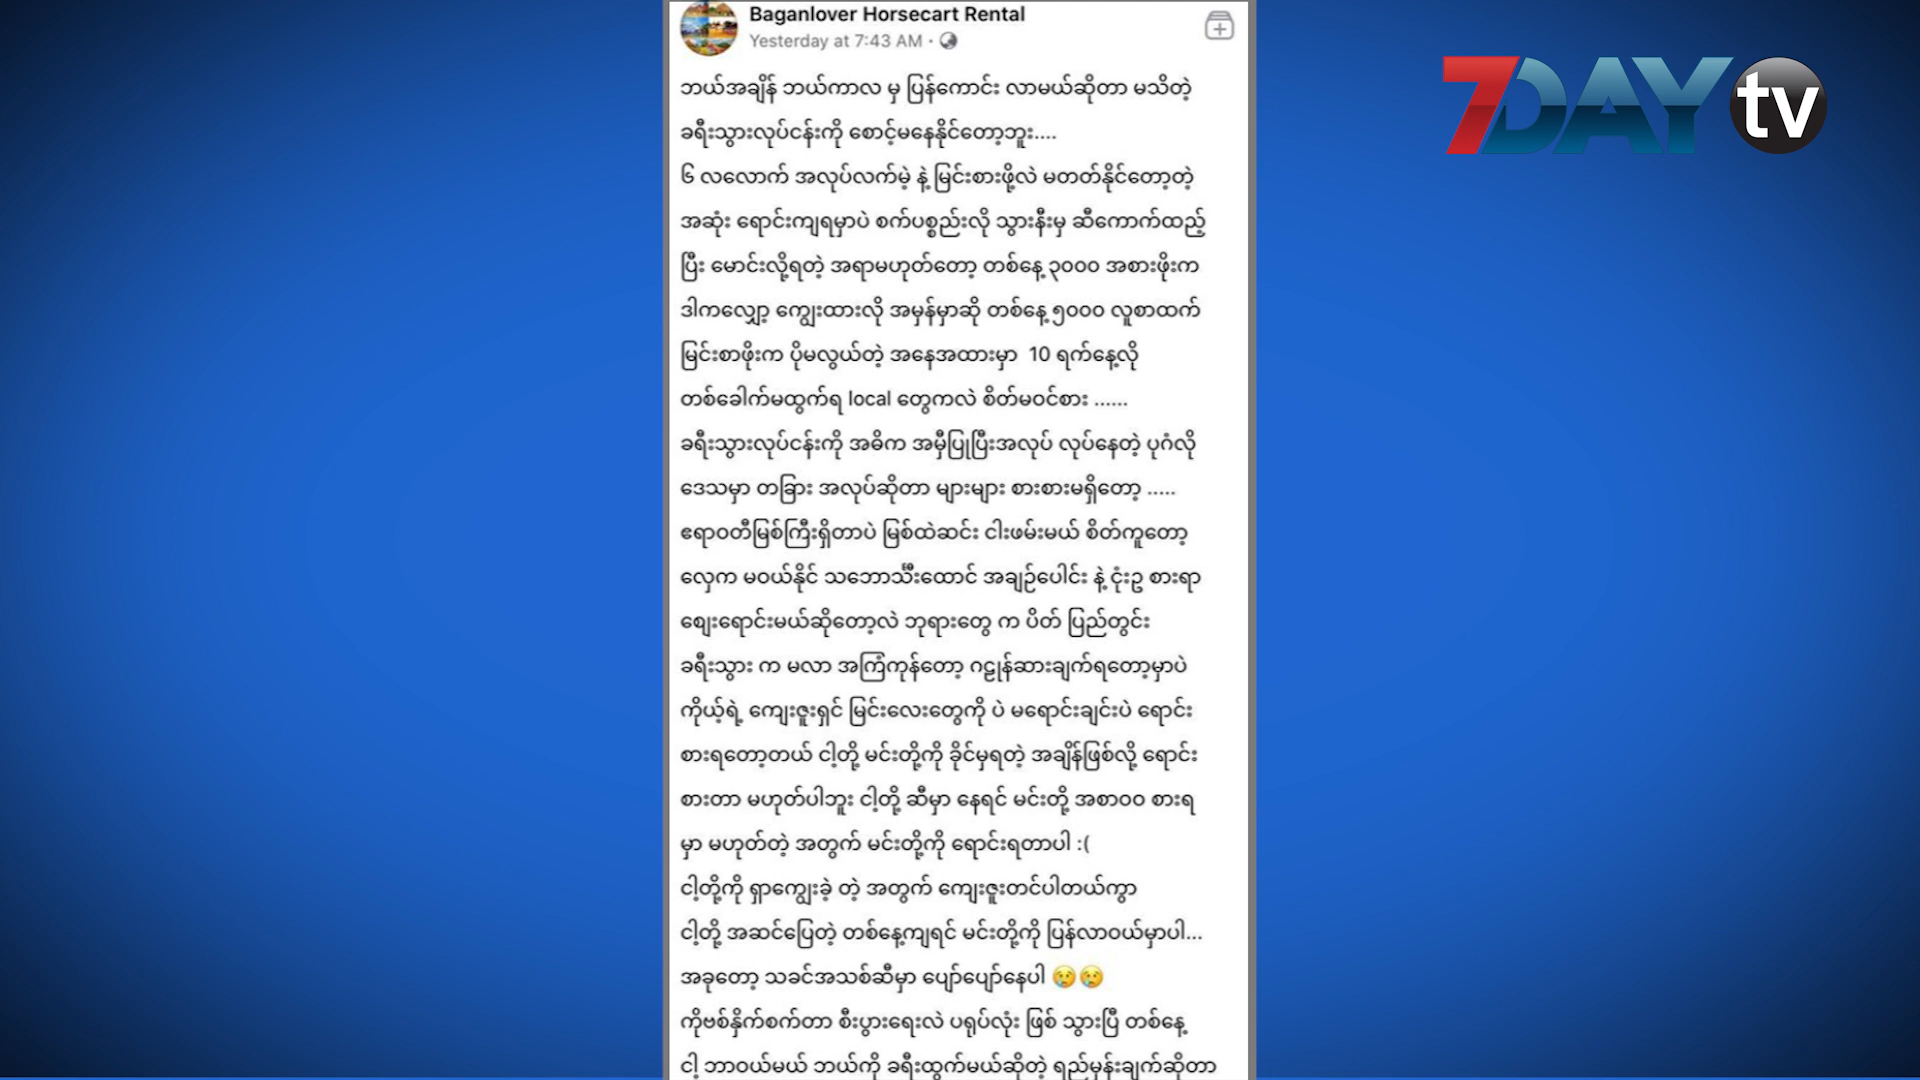 Baganlover Horsecart Rental
Yesterday at 7:43 AM ·
7DAY tv
ဘယ်အချိန် ဘယ်ကာလ မှ ပြန်ကောင်း လာမယ်ဆိုတာ မသိတဲ့
ခရီးသွားလုပ်ငန်းကို စောင့်မနေနိုင်တော့ဘူး....
၆ လလောက် အလုပ်လက်မဲ့ နဲ့ မြင်းစားဖို့လဲ မတတ်နိုင်တော့တဲ့
အဆုံး ရောင်းကျရမှာပဲ စက်ပစ္စည်းလို သွားနီးမှ ဆီကောက်ထည့်
ပြီး မောင်းလို့ရတဲ့ အရာမဟုတ်တော့ တစ်နေ့ ၃၀၀၀ အစားဖိုးက
ဒါကလျှော့ ကျွေးထားလို အမှန်မှာဆို တစ်နေ့ ၅၀၀၀ လူစာထက်
မြင်းစာဖိုးက ပိုမလွယ်တဲ့ အနေအထားမှာ 10 ရက်နေ့လို
တစ်ခေါက်မထွက်ရ local တွေကလဲ စိတ်မဝင်စား ......
ခရီးသွားလုပ်ငန်းကို အဓိက အမှီပြုပြီးအလုပ် လုပ်နေတဲ့ ပုဂံလို
ဒေသမှာ တခြား အလုပ်ဆိုတာ များများ စားစားမရှိတော့ .....
ဧရာဝတီမြစ်ကြီးရှိတာပဲ မြစ်ထဲဆင်း ငါးဖမ်းမယ် စိတ်ကူတော့
လှေက မဝယ်နိုင် သဘောသီးထောင် အချဉ်ပေါင်း နဲ့ ငုံးဥ စားရာ
စျေးရောင်းမယ်ဆိုတော့လဲ ဘုရားတွေ က ပိတ် ပြည်တွင်း
ခရီးသွား က မလာ အကြံကုန်တော့ ဂဠုန်ဆားချက်ရတော့မှာပဲ
ကိုယ့်ရဲ့ ကျေးဇူးရှင် မြင်းလေးတွေကို ပဲ မရောင်းချင်းပဲ ရောင်း
စားရတော့တယ် ငါ့တို့ မင်းတို့ကို ခိုင်မှရတဲ့ အချိန်ဖြစ်လို့ ရောင်း
စားတာ မဟုတ်ပါဘူး ငါ့တို့ ဆီမှာ နေရင် မင်းတို့ အစာဝဝ စားရ
မှာ မဟုတ်တဲ့ အတွက် မင်းတို့ကို ရောင်းရတာပါ :(
ငါ့တို့ကို ရှာကျွေးခဲ့ တဲ့ အတွက် ကျေးဇူးတင်ပါတယ်ကွာ
ငါ့တို့ အဆင်ပြေတဲ့ တစ်နေ့ကျရင် မင်းတို့ကို ပြန်လာဝယ်မှာပါ...
အခုတော့ သခင်အသစ်ဆီမှာ ပျော်ပျော်နေပါ 😢😢
ကိုဗစ်နှိက်စက်တာ စီးပွားရေးလဲ ပရုပ်လုံး ဖြစ် သွားပြီ တစ်နေ့
ငါ့ ဘာဝယ်မယ် ဘယ်ကို ခရီးထွက်မယ်ဆိုတဲ့ ရည်မှန်းချက်ဆိုတာ